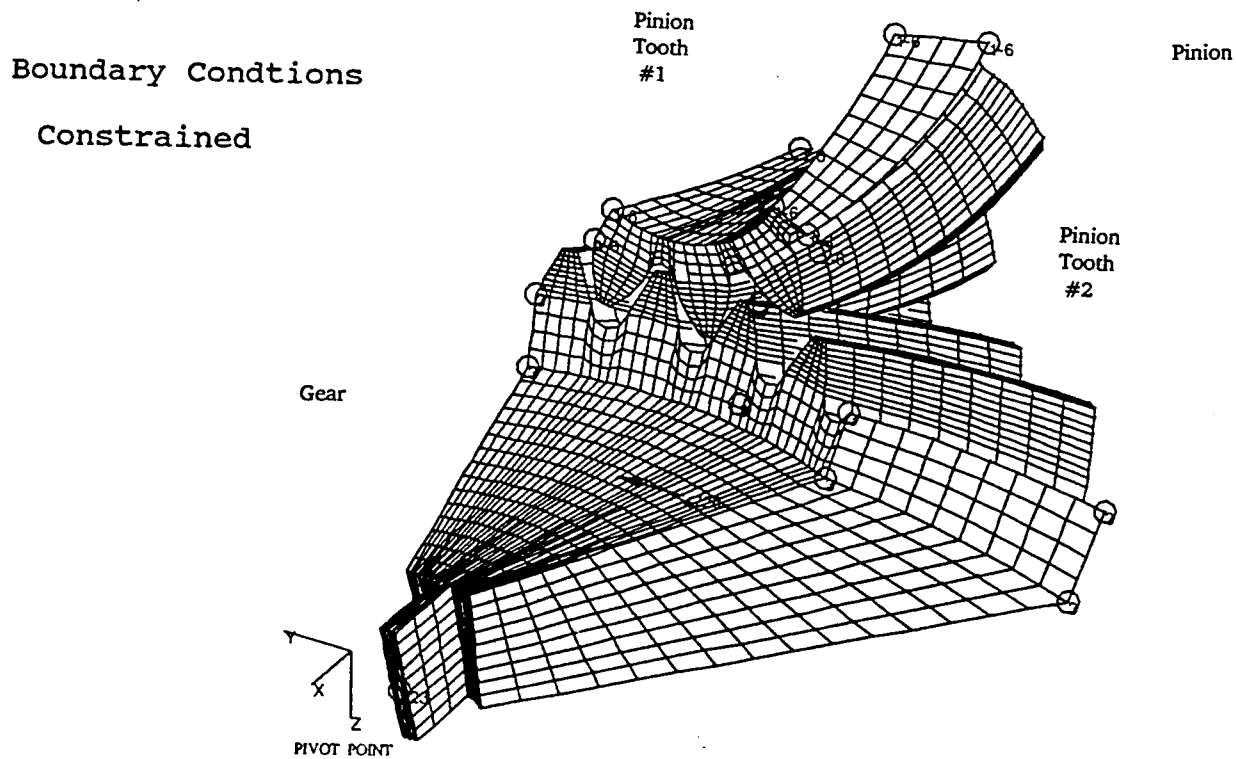 Boundary Condtions
Constrained
Pinion
Tooth
#1
Pinion
Pinion
Tooth
#2
Gear
Y
X
Z
PIVOT POINT